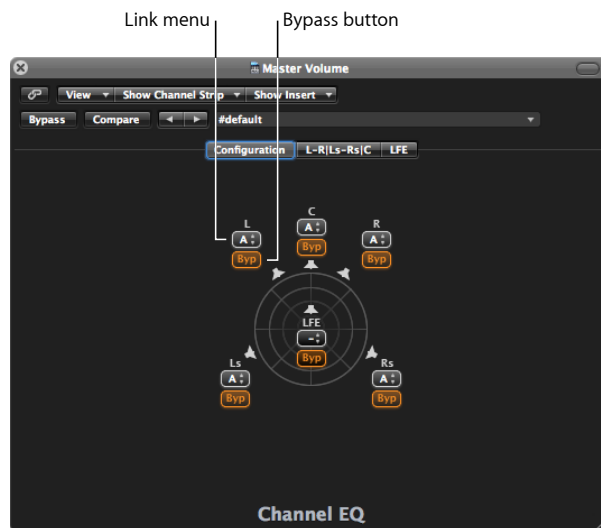 Link menu Bypass button
Master Volume
View Show Channel Strip Show Insert
Bypass Compare #default
Configuration L-R|Ls-Rs|C LFE
C
L R
A
A A
Byp
Byp Byp
LFE
-
Byp
Ls Rs
A A
Byp Byp
Channel EQ